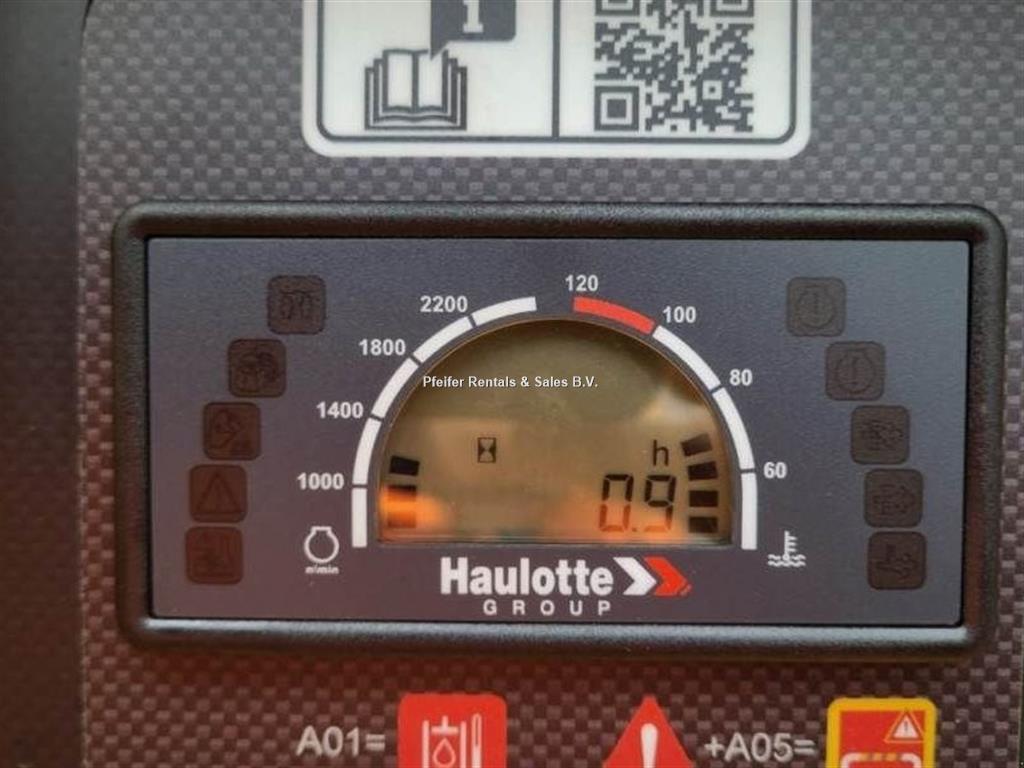 i
120
2200
100
1800
Pfeifer Rentals & Sales B.V.
80
1400
h
60
1000
0.9
n/min
Haulotte
GROUP
A01=
+A05=